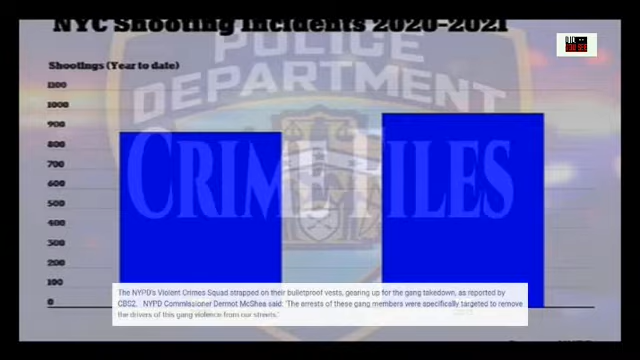 NYC Shooting Incidents 2020-2021
POLICE
DEPARTMENT
Shootings (Year to date)
1100
1000
900
800
700
600
500
400
300
200
100
0
CRIME FILES
The NYPD's Violent Crimes Squad strapped on their bulletproof vests, gearing up for the gang takedown, as reported by
CBS2. NYPD Commissioner Dermot McShea said: 'The arrests of these gang members were specifically targeted to remove
the drivers of this gang violence from our streets.'